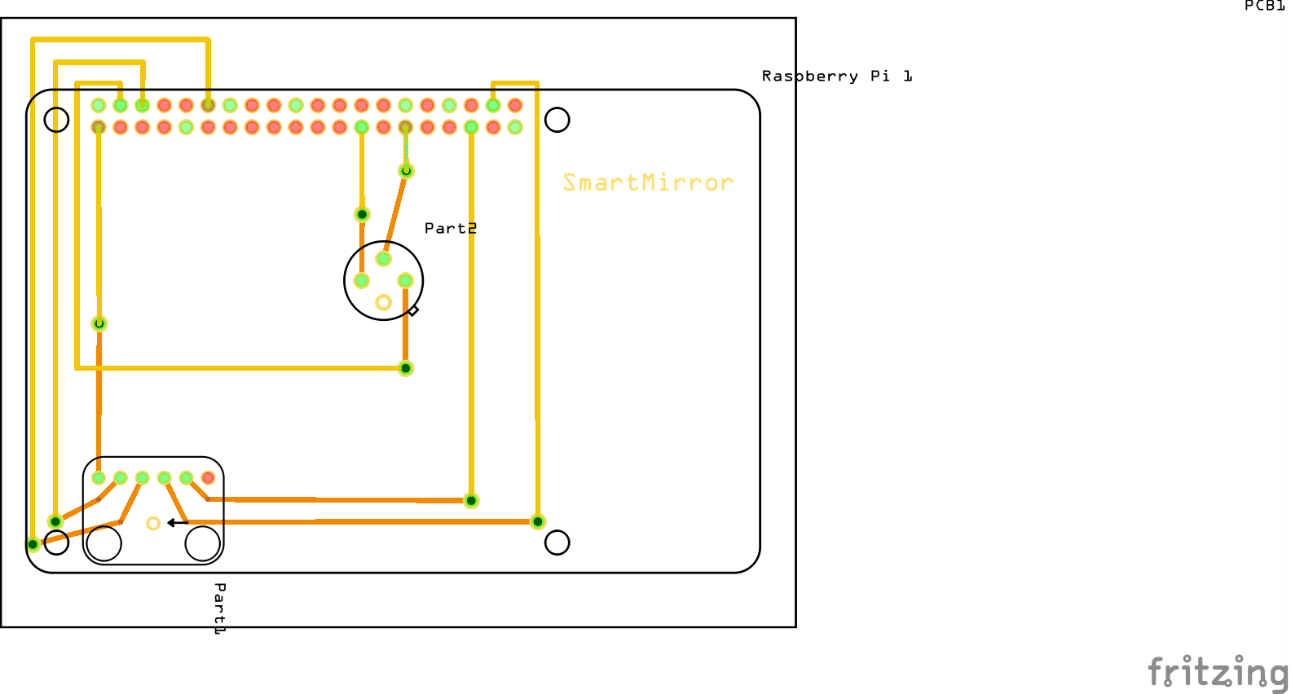 PCB1
Raspberry Pi 1
SmartMirror
Part2
Part1
fritzing